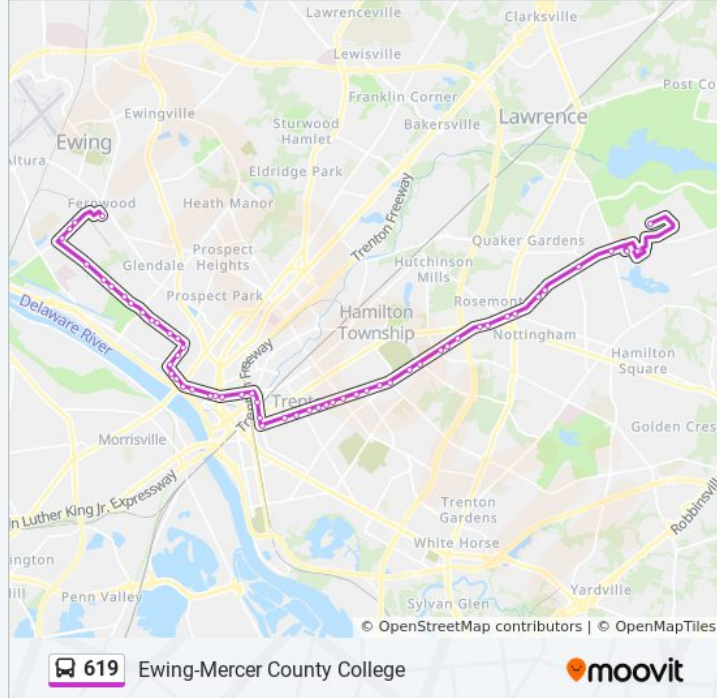 Lawrenceville
Clarksville
Lewisville
Franklin Corner
Post Co
Ewingville
Lawrence
Sturwood
Hamlet
Bakersville
Ewing
Altura
Eldridge Park
Fernwood
Heath Manor
Trenton Freeway
Quaker Gardens
Prospect
Heights
Glendale
Hutchinson
Mills
Prospect Park
Rosemont
Delaware River
Hamilton
Township
Nottingham
Trenton Freeway
Hamilton
Square
Trento
Golden Cres
Morrisville
n Luther King Jr. Expressway
Robbinsvil
Trenton
Gardens
White Horse
ington
ill
Penn Valley
Yardville
Sylvan Glen
© OpenStreetMap contributors | © OpenMapTiles
619 Ewing-Mercer County College
moovit